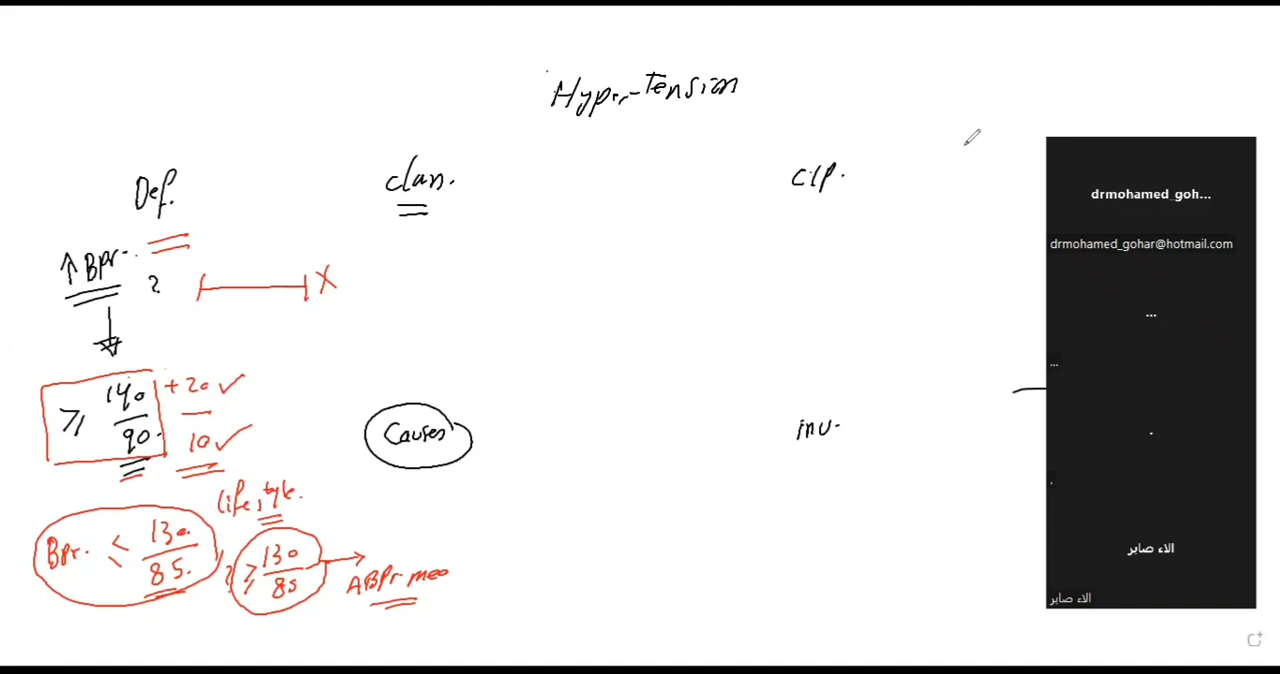 Hyper-Tension
Def.
clan.
C/P.
↑ BPr.
?
X
≥ 140/90
+ 20 ✓
10 ✓
Causes
inv.
life style.
BPr. ≤ 130/85
? ≥ 130/85 → ABPr mea
drmohamed_goh...
drmohamed_gohar@hotmail.com
...
...
.
.
الاء صابر
الاء صابر